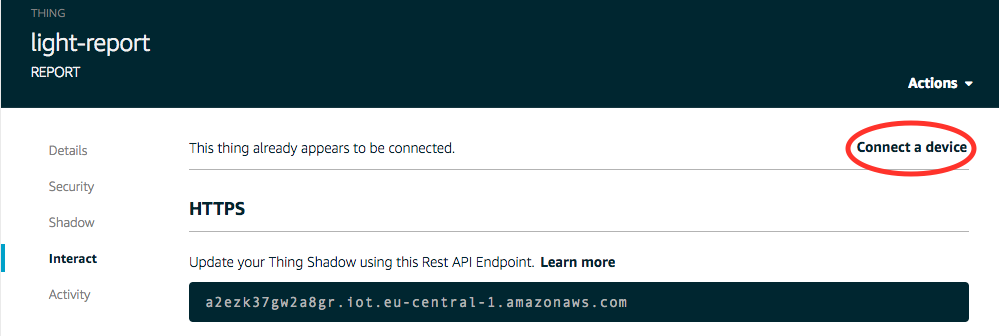 THING
light-report
REPORT
Actions
Details
Security
Shadow
Interact
Activity
This thing already appears to be connected.
Connect a device
HTTPS
Update your Thing Shadow using this Rest API Endpoint. Learn more
a2ezk37gw2a8gr.iot.eu-central-1.amazonaws.com